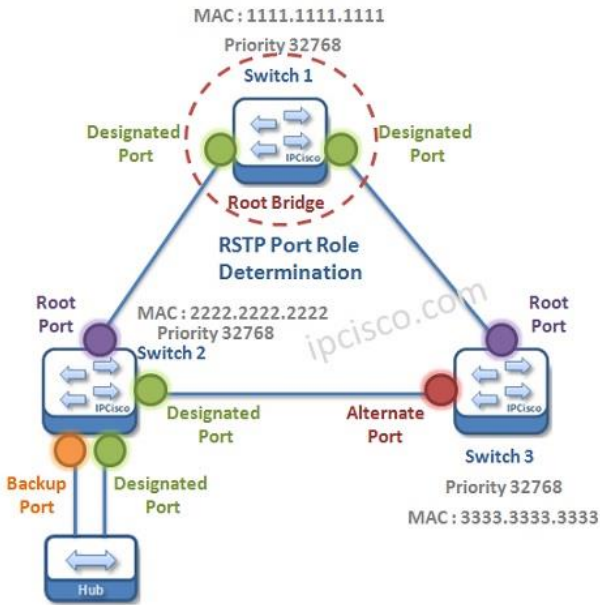 MAC : 1111.1111.1111
Priority 32768
Switch 1
Designated
Port
Designated
Port
IPCisco
Root Bridge
RSTP Port Role
Determination
ipcisco.com
Root
Port
MAC : 2222.2222.2222
Priority 32768
Switch 2
Root
Port
IPCisco
Designated
Port
Alternate
Port
IPCisco
Switch 3
Priority 32768
MAC : 3333.3333.3333
Backup
Port
Designated
Port
Hub